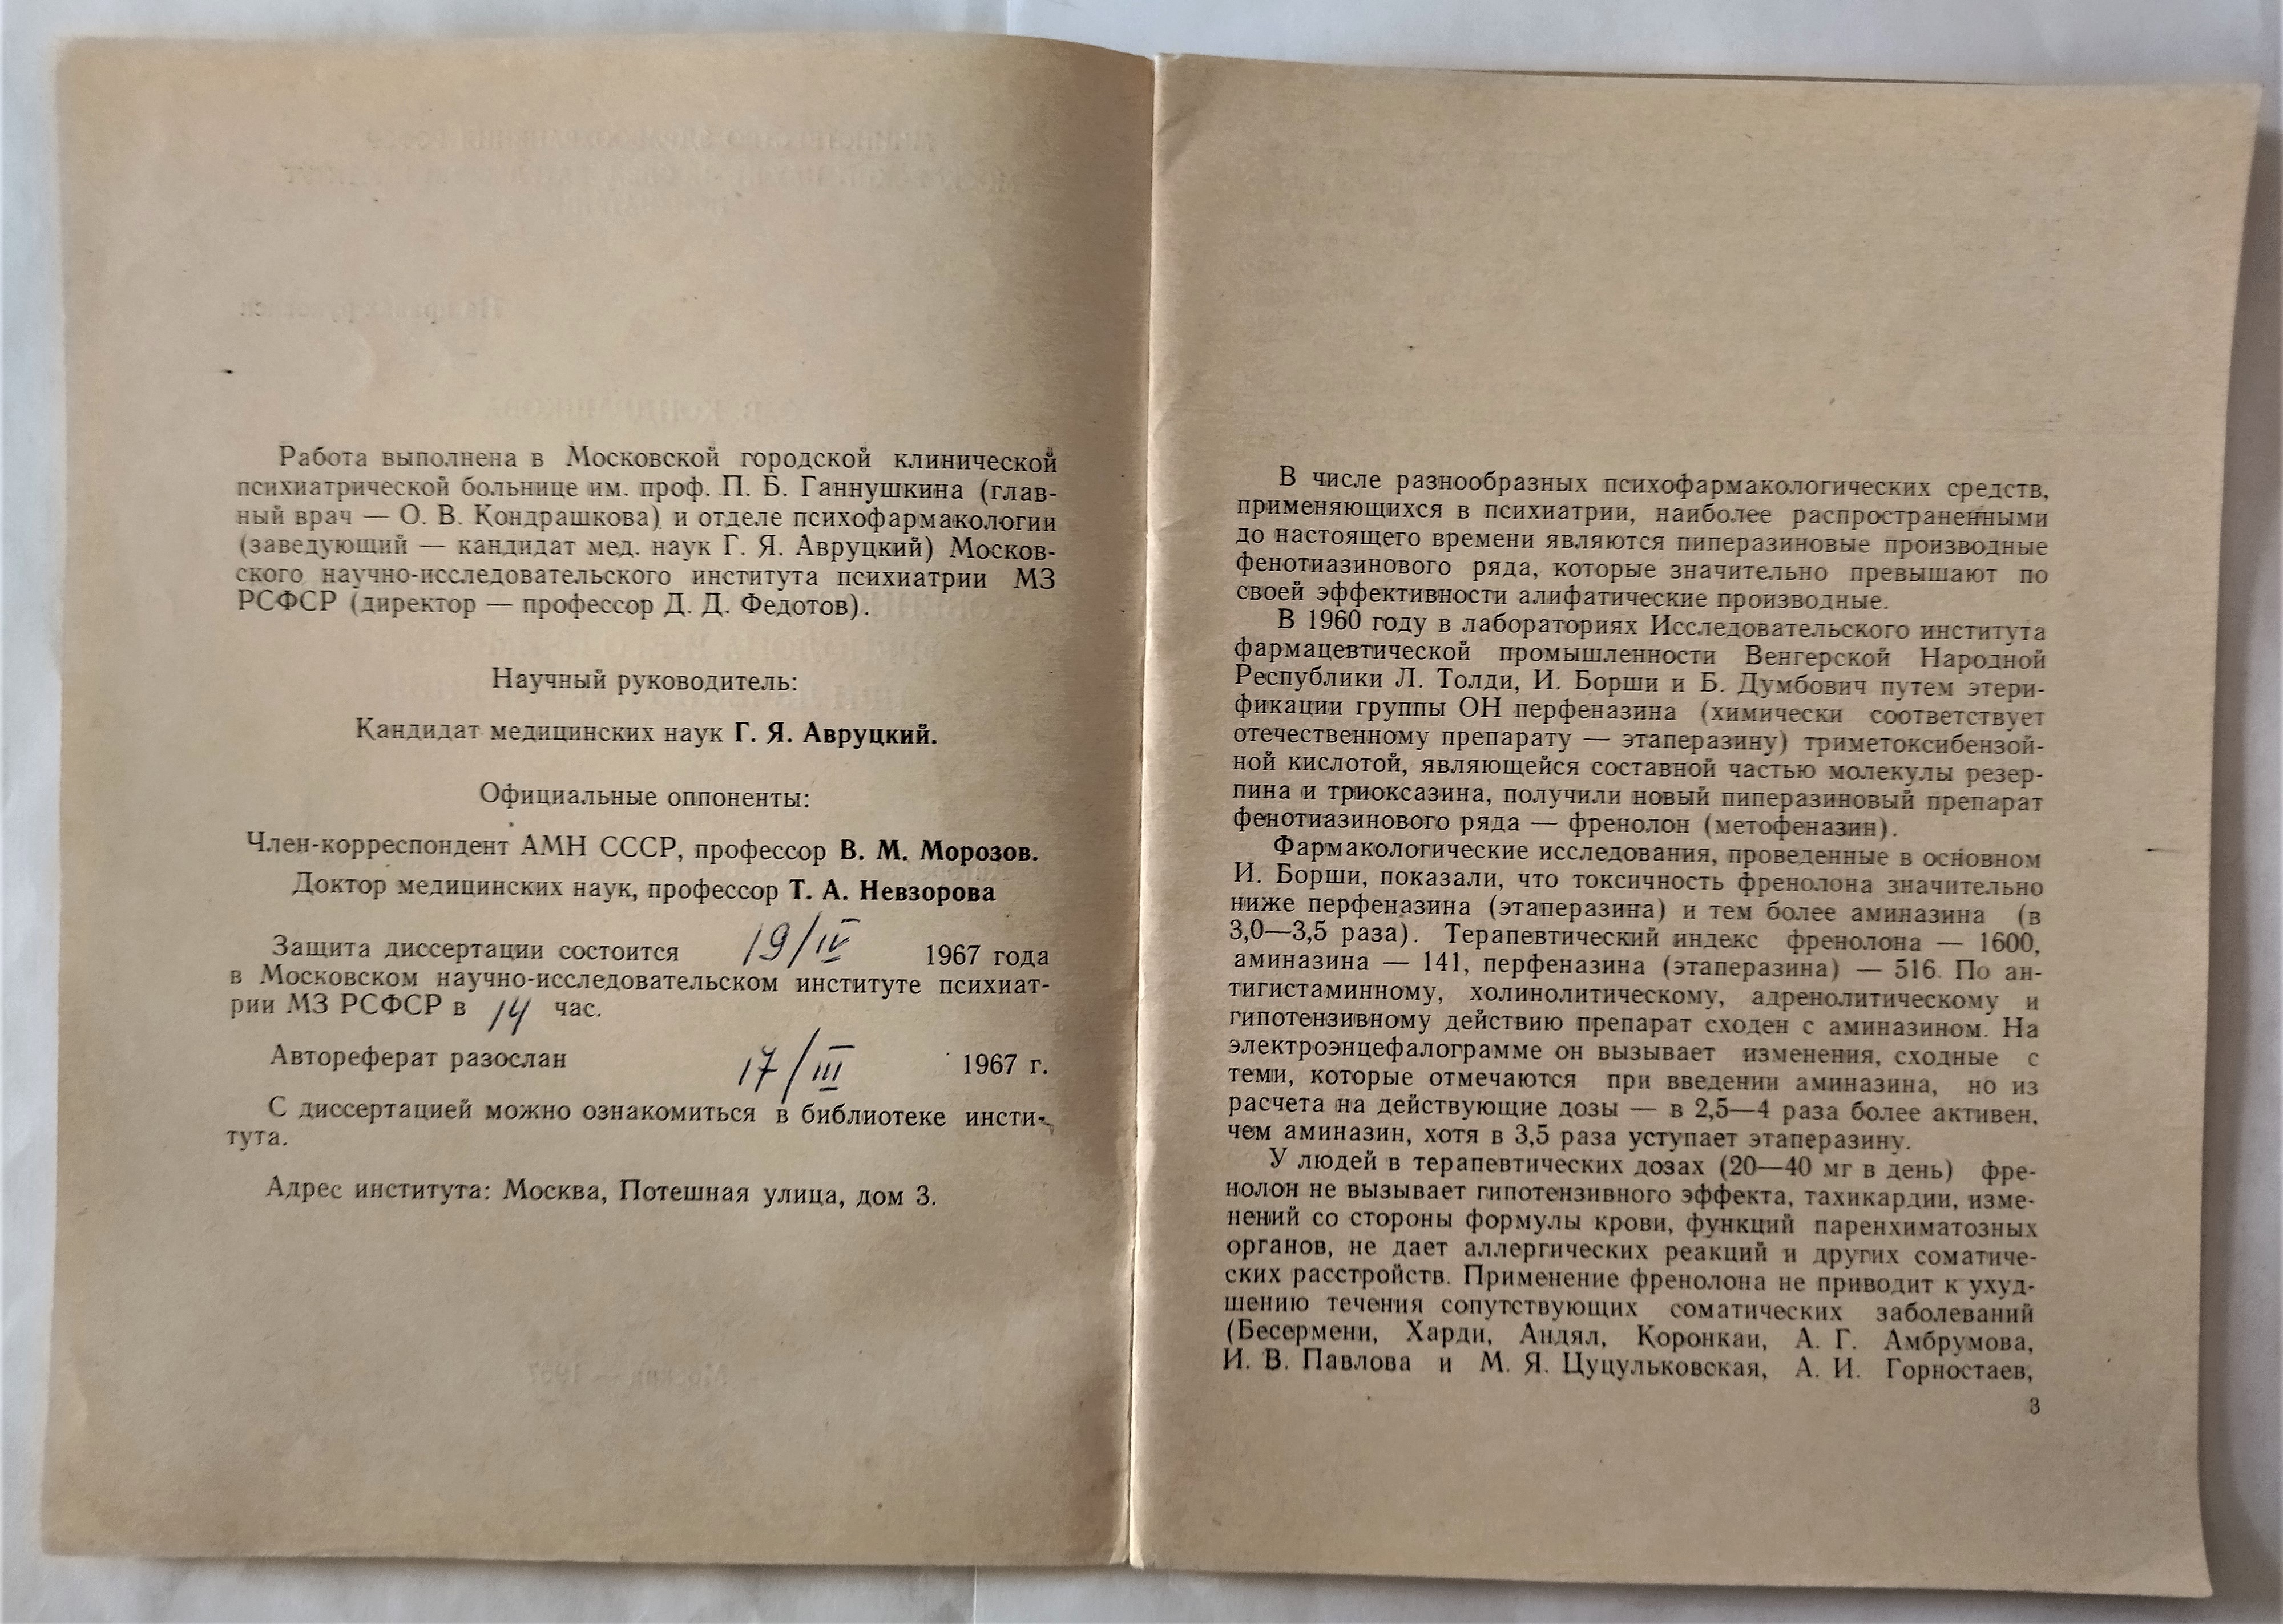 Работа выполнена в Московской городской клинической
психиатрической больнице им. проф. П. Б. Ганнушкина (глав-
ный врач — О. В. Кондрашкова) и отделе психофармакологии
(заведующий — кандидат мед. наук Г. Я. Авруцкий) Москов-
ского научно-исследовательского института психиатрии МЗ
РСФСР (директор — профессор Д. Д. Федотов).
Научный руководитель:
Кандидат медицинских наук Г. Я. Авруцкий.
Официальные оппоненты:
Член-корреспондент АМН СССР, профессор В. М. Морозов.
Доктор медицинских наук, профессор Т. А. Невзорова
Защита диссертации состоится 19/IV 1967 года
в Московском научно-исследовательском институте психиат-
рии МЗ РСФСР в 14 час.
Автореферат разослан 17/III 1967 г.
С диссертацией можно ознакомиться в библиотеке инсти-
тута.
Адрес института: Москва, Потешная улица, дом 3.
В числе разнообразных психофармакологических средств,
применяющихся в психиатрии, наиболее распространенными
до настоящего времени являются пиперазиновые производные
фенотиазинового ряда, которые значительно превышают по
своей эффективности алифатические производные.
В 1960 году в лабораториях Исследовательского института
фармацевтической промышленности Венгерской Народной
Республики Л. Толди, И. Борши и Б. Думбович путем этери-
фикации группы ОН перфеназина (химически соответствует
отечественному препарату — этаперазину) триметоксибензой-
ной кислотой, являющейся составной частью молекулы резер-
пина и триоксазина, получили новый пиперазиновый препарат
фенотиазинового ряда — френолон (метофеназин).
Фармакологические исследования, проведенные в основном
И. Борши, показали, что токсичность френолона значительно
ниже перфеназина (этаперазина) и тем более аминазина (в
3,0—3,5 раза). Терапевтический индекс френолона — 1600,
аминазина — 141, перфеназина (этаперазина) — 516. По ан-
тигистаминному, холинолитическому, адренолитическому и
гипотензивному действию препарат сходен с аминазином. На
электроэнцефалограмме он вызывает изменения, сходные с
теми, которые отмечаются при введении аминазина, но из
расчета на действующие дозы — в 2,5—4 раза более активен,
чем аминазин, хотя в 3,5 раза уступает этаперазину.
У людей в терапевтических дозах (20—40 мг в день) фре-
нолон не вызывает гипотензивного эффекта, тахикардии, изме-
нений со стороны формулы крови, функций паренхиматозных
органов, не дает аллергических реакций и других соматиче-
ских расстройств. Применение френолона не приводит к ухуд-
шению течения сопутствующих соматических заболеваний
(Бесермени, Харди, Андял, Коронкаи, А. Г. Амбрумова,
И. В. Павлова и М. Я. Цуцульковская, А. И. Горностаев,
3